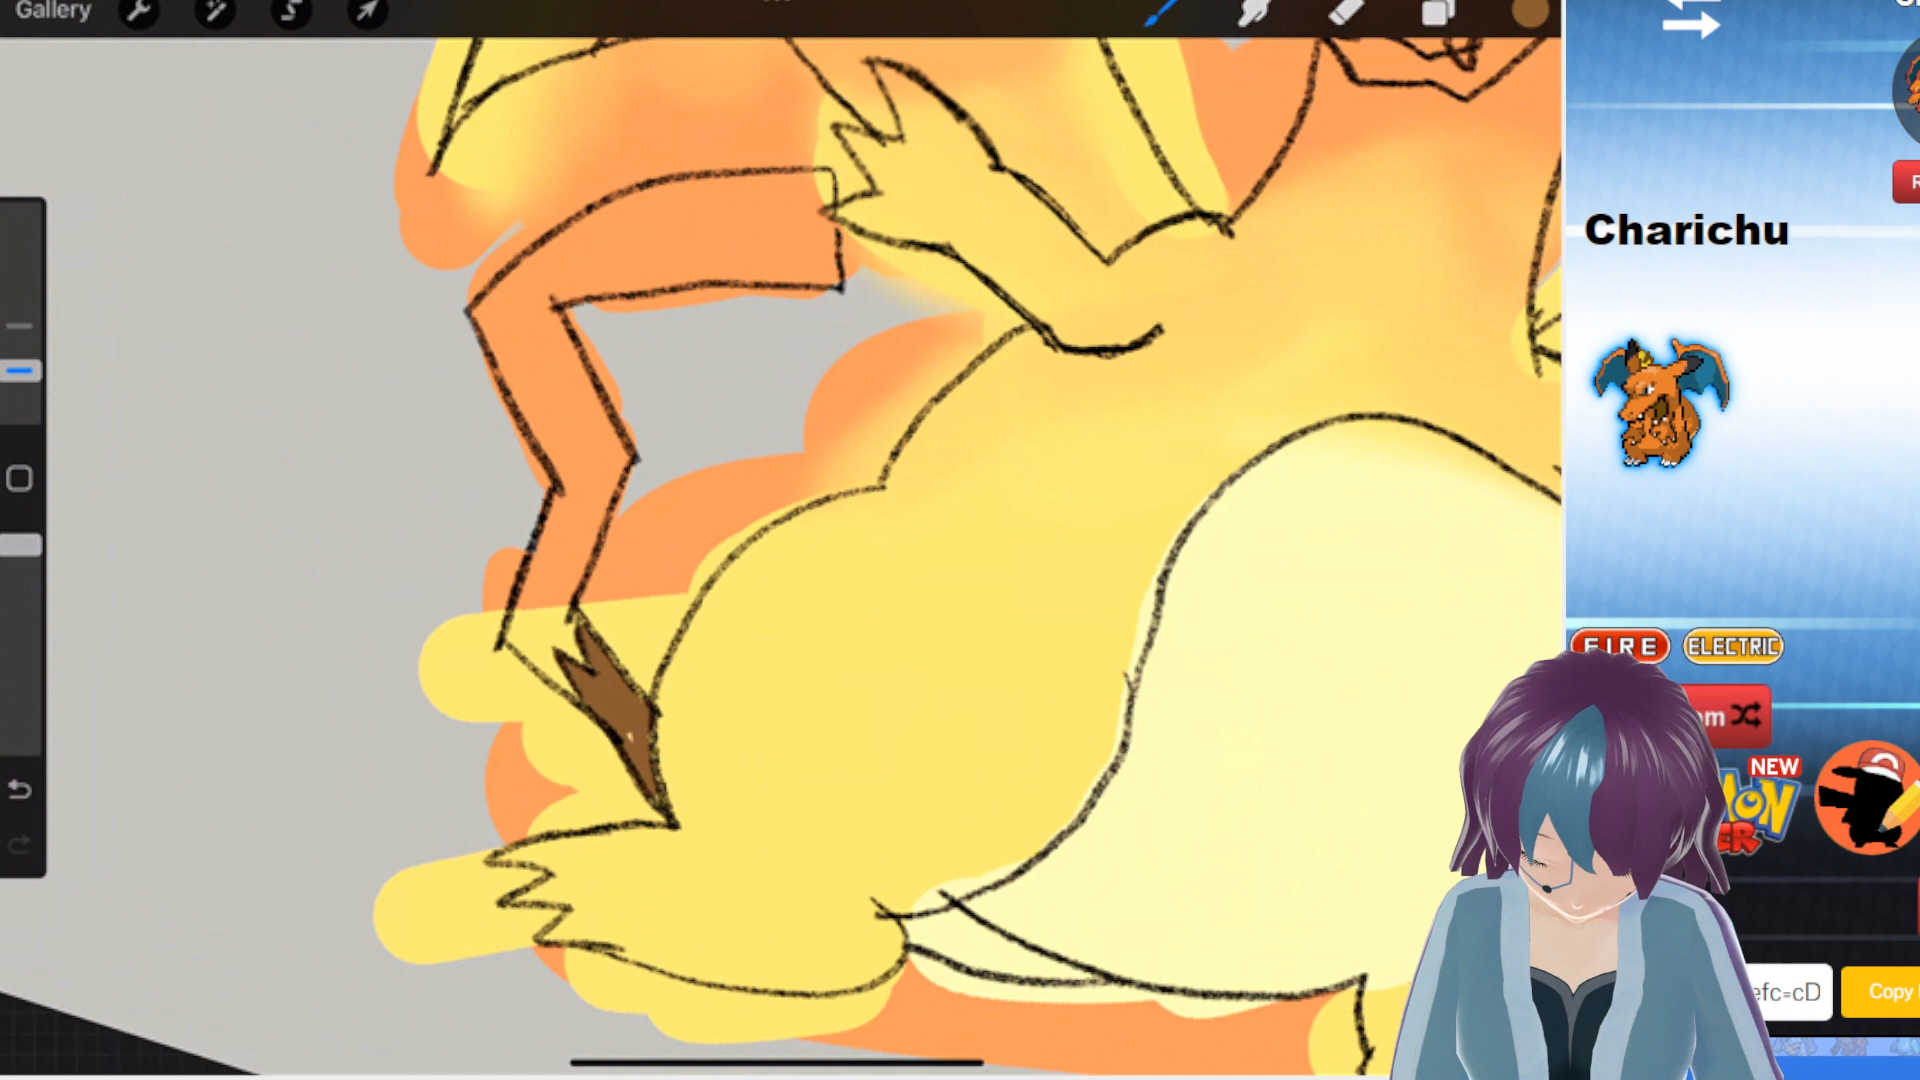 Gallery
Charichu
FIRE ELECTRIC
NEW
efc=cD
Copy